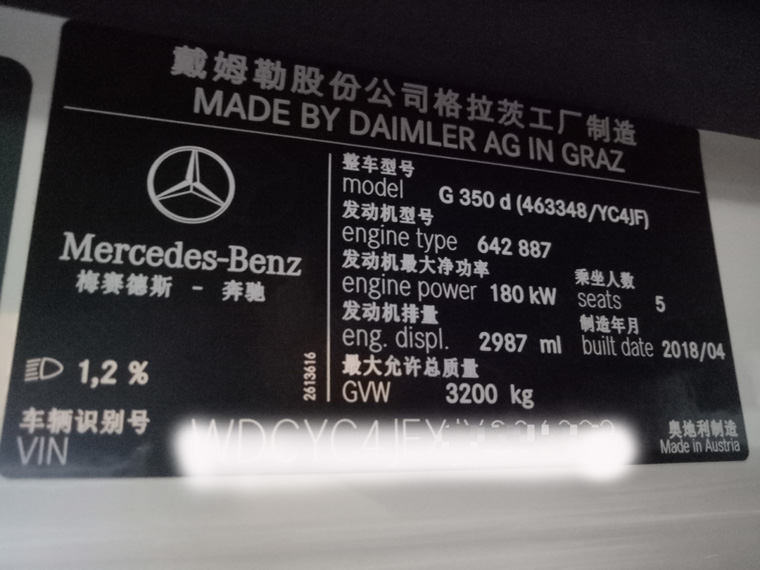 戴姆勒股份公司格拉茨工厂制造
MADE BY DAIMLER AG IN GRAZ
Mercedes-Benz
梅赛德斯 - 奔驰
整车型号
model G 350 d (463348/YC4JF)
发动机型号
engine type 642 887
发动机最大净功率
engine power 180 kW
乘坐人数
seats 5
发动机排量
eng. displ. 2987 ml
制造年月
built date 2018/04
最大允许总质量
GVW 3200 kg
1,2 %
2613616
车辆识别号
VIN
奥地利制造
Made in Austria